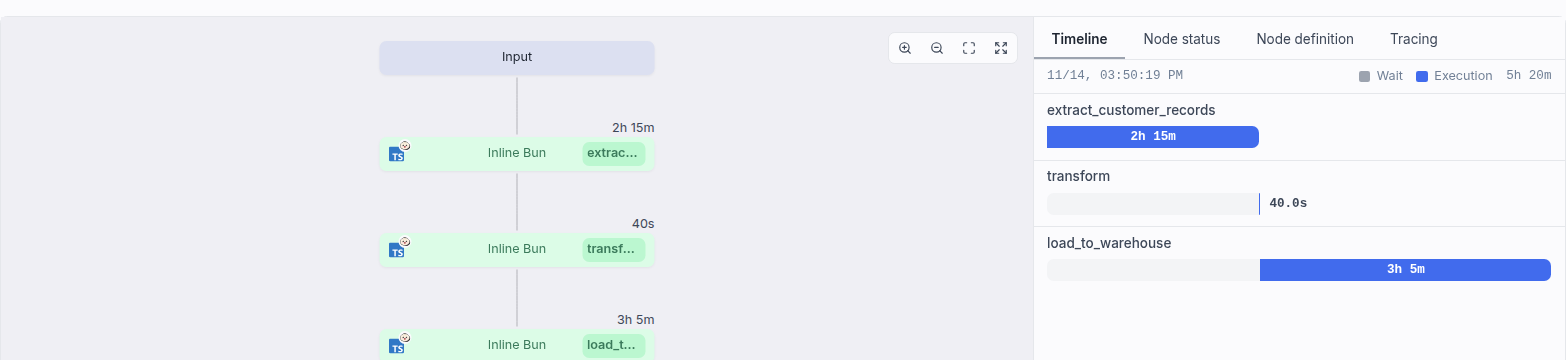 Input
2h 15m
TS Inline Bun extrac...
40s
TS Inline Bun transf...
3h 5m
TS Inline Bun load_t...
Timeline Node status Node definition Tracing
11/14, 03:50:19 PM Wait Execution 5h 20m
extract_customer_records
2h 15m
transform
40.0s
load_to_warehouse
3h 5m